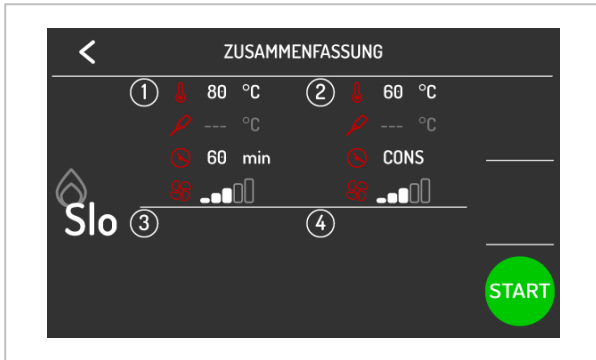 ZUSAMMENFASSUNG
1 80 °C 2 60 °C
--- °C --- °C
60 min CONS
Slo 3 4
START